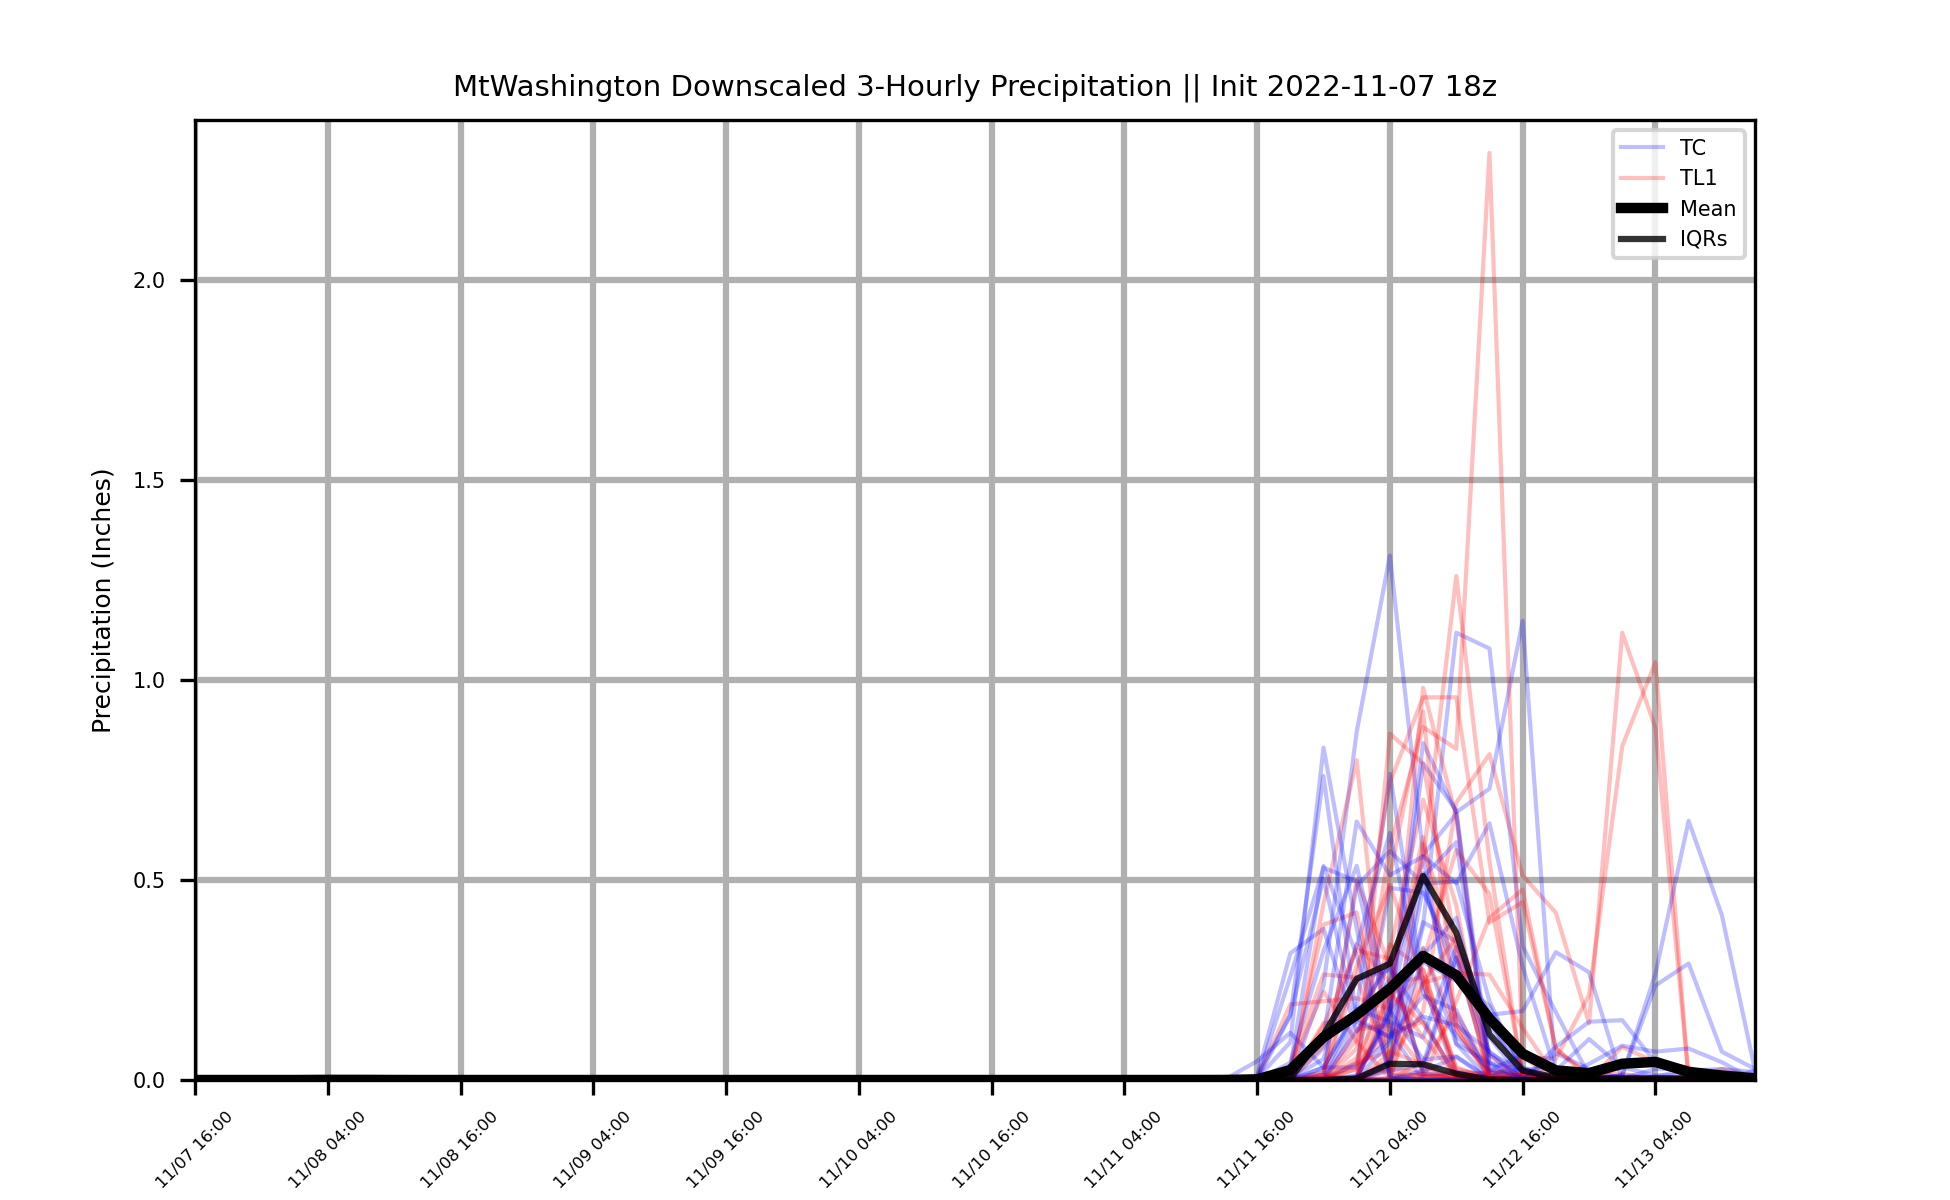 MtWashington Downscaled 3-Hourly Precipitation || Init 2022-11-07 18z
TC
TL1
Mean
IQRs
Precipitation (Inches)
2.0
1.5
1.0
0.5
0.0
11/07 16:00
11/08 04:00
11/08 16:00
11/09 04:00
11/09 16:00
11/10 04:00
11/10 16:00
11/11 04:00
11/11 16:00
11/12 04:00
11/12 16:00
11/13 04:00